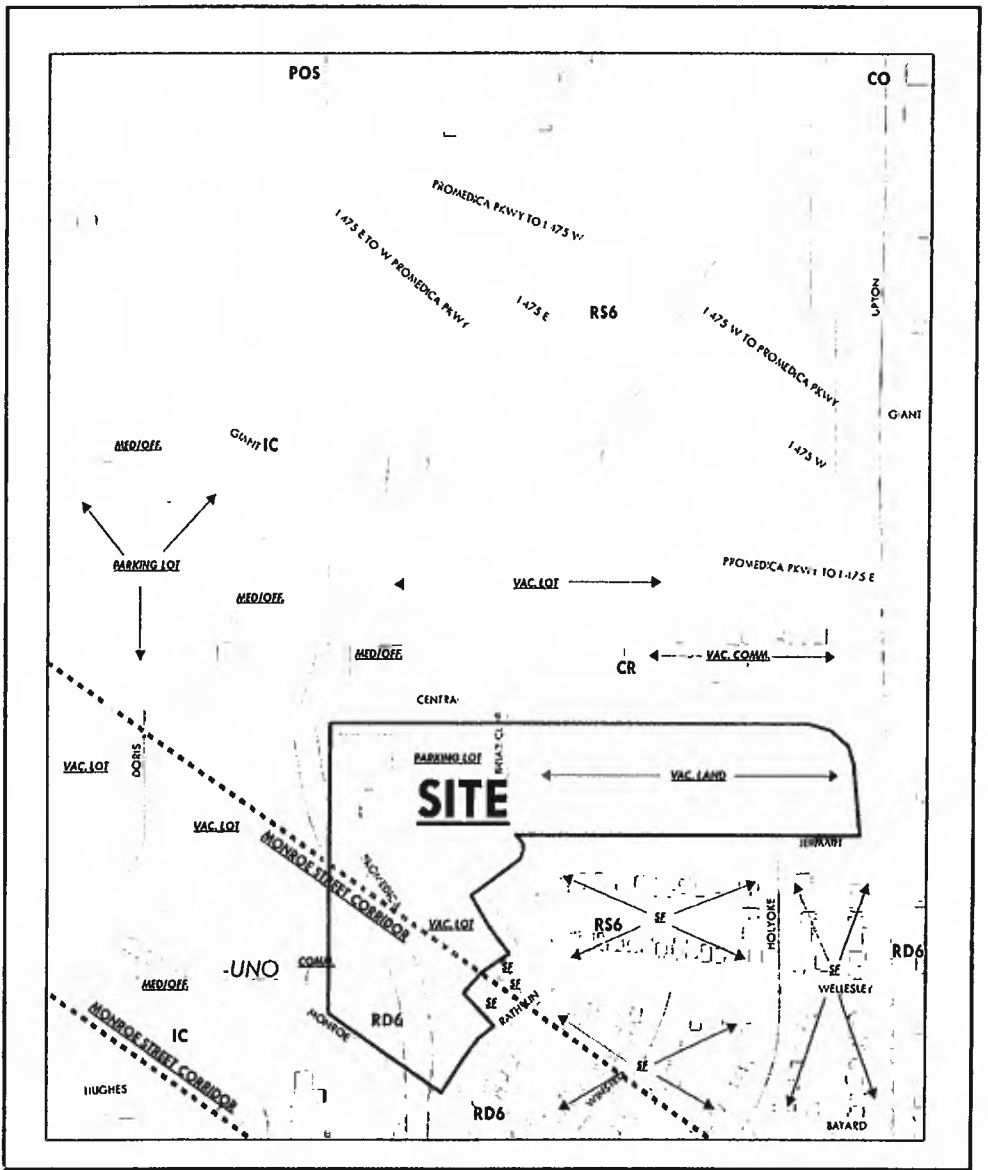 POS
CO
PROMEDICA PKWY TO I-475 W
I-475 E TO W PROMEDICA PKWY
I-475 E
RS6
I-475 W TO PROMEDICA PKWY
UPTON
GIANT
MED/OFF.
GIANT
IC
I-475 W
PARKING LOT
VAC. LOT
PROMEDICA PKWY TO I-475 E
MED/OFF.
MED/OFF.
CR
VAC. COMM.
CENTRA
DORIS
VAC. LOT
PARKING LOT
SITE
VAC. LAND
VAC. LOT
MONROE STREET CORRIDOR
PROMEDICA
JERMAIN
VAC. LOT
RS6
SF
HOLYOKE
RD6
-UNO
COMM.
MED/OFF.
SF
SF
SF
RATHBUN
SF
WELLESLEY
MONROE
RD6
IC
MONROE STREET CORRIDOR
HUGHES
SF
RD6
BAYARD